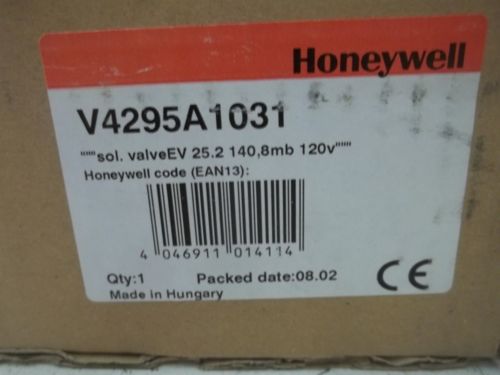 Honeywell
V4295A1031
"""sol. valveEV 25.2 140,8mb 120v"""
Honeywell code (EAN13):
4 046911 014114
Qty:1 Packed date:08.02
Made in Hungary
CE